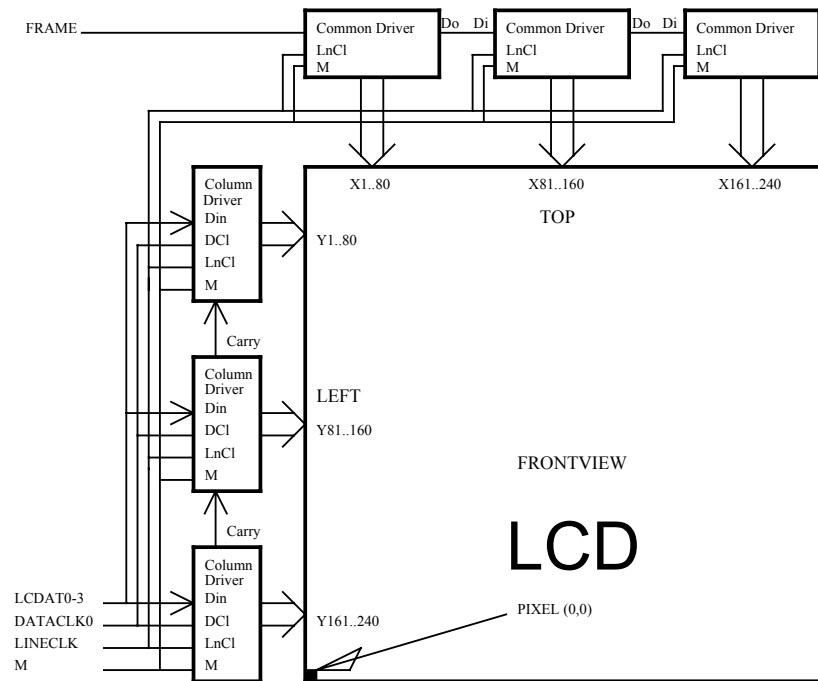 FRAME
Common Driver
LnCl
M
Do Di
Common Driver
LnCl
M
Do Di
Common Driver
LnCl
M
X1..80
X81..160
X161..240
TOP
Column
Driver
Din
DCl
LnCl
M
Y1..80
Carry
Column
Driver
Din
DCl
LnCl
M
LEFT
Y81..160
FRONTVIEW
LCD
Carry
Column
Driver
Din
DCl
LnCl
M
LCDAT0-3
DATACLK0
LINECLK
M
Y161..240
PIXEL (0,0)